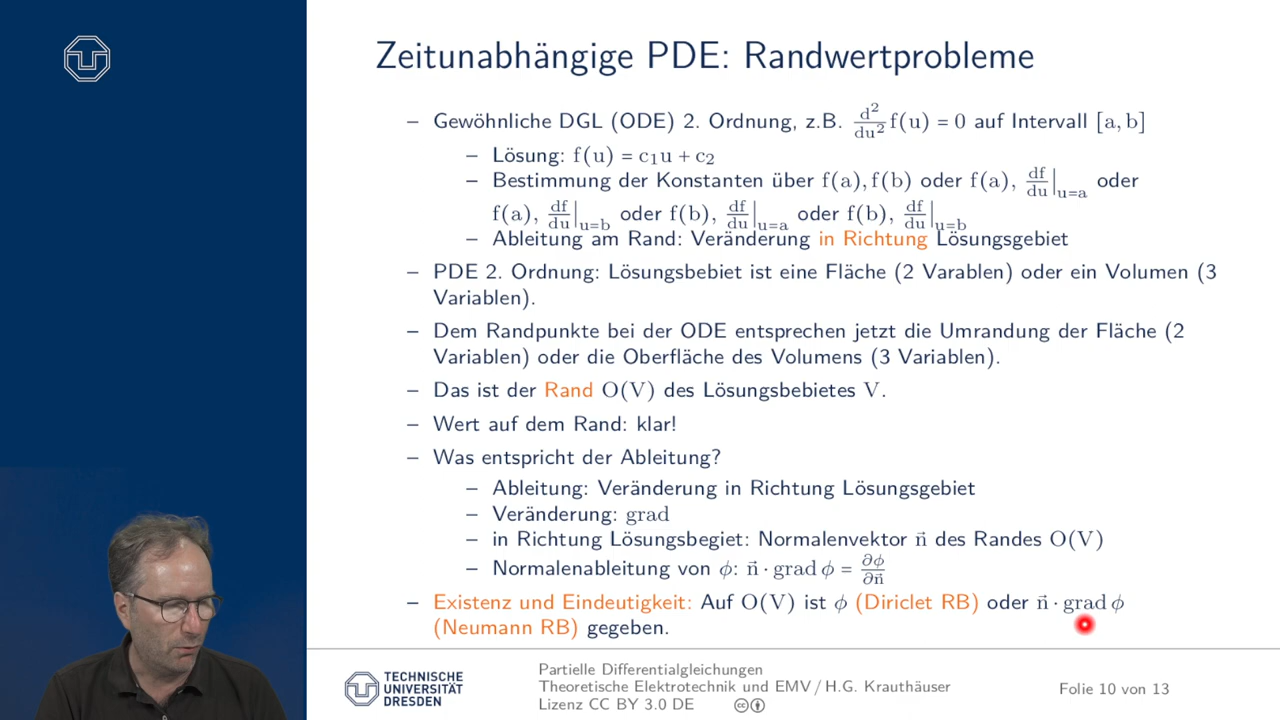 Zeitunabhängige PDE: Randwertprobleme
– Gewöhnliche DGL (ODE) 2. Ordnung, z.B. d²/du² f(u) = 0 auf Intervall [a, b]
– Lösung: f(u) = c₁u + c₂
– Bestimmung der Konstanten über f(a), f(b) oder f(a), df/du|u=a oder
f(a), df/du|u=b oder f(b), df/du|u=a oder f(b), df/du|u=b
– Ableitung am Rand: Veränderung in Richtung Lösungsgebiet
– PDE 2. Ordnung: Lösungsbebiet ist eine Fläche (2 Varablen) oder ein Volumen (3
Variablen).
– Dem Randpunkte bei der ODE entsprechen jetzt die Umrandung der Fläche (2
Variablen) oder die Oberfläche des Volumens (3 Variablen).
– Das ist der Rand O(V) des Lösungsbebietes V.
– Wert auf dem Rand: klar!
– Was entspricht der Ableitung?
– Ableitung: Veränderung in Richtung Lösungsgebiet
– Veränderung: grad
– in Richtung Lösungsbegiet: Normalenvektor n⃗ des Randes O(V)
– Normalenableitung von ϕ: n⃗ · grad ϕ = ∂ϕ/∂n⃗
– Existenz und Eindeutigkeit: Auf O(V) ist ϕ (Diriclet RB) oder n⃗ · grad ϕ
(Neumann RB) gegeben.
TECHNISCHE
UNIVERSITÄT
DRESDEN
Partielle Differentialgleichungen
Theoretische Elektrotechnik und EMV / H.G. Krauthäuser
Lizenz CC BY 3.0 DE
Folie 10 von 13